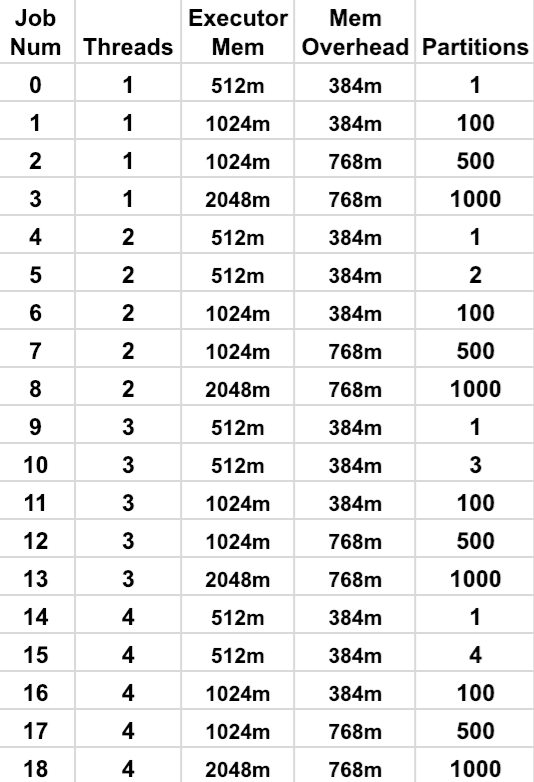 Job Num Threads Executor Mem Mem Overhead Partitions
0 1 512m 384m 1
1 1 1024m 384m 100
2 1 1024m 768m 500
3 1 2048m 768m 1000
4 2 512m 384m 1
5 2 512m 384m 2
6 2 1024m 384m 100
7 2 1024m 768m 500
8 2 2048m 768m 1000
9 3 512m 384m 1
10 3 512m 384m 3
11 3 1024m 384m 100
12 3 1024m 768m 500
13 3 2048m 768m 1000
14 4 512m 384m 1
15 4 512m 384m 4
16 4 1024m 384m 100
17 4 1024m 768m 500
18 4 2048m 768m 1000